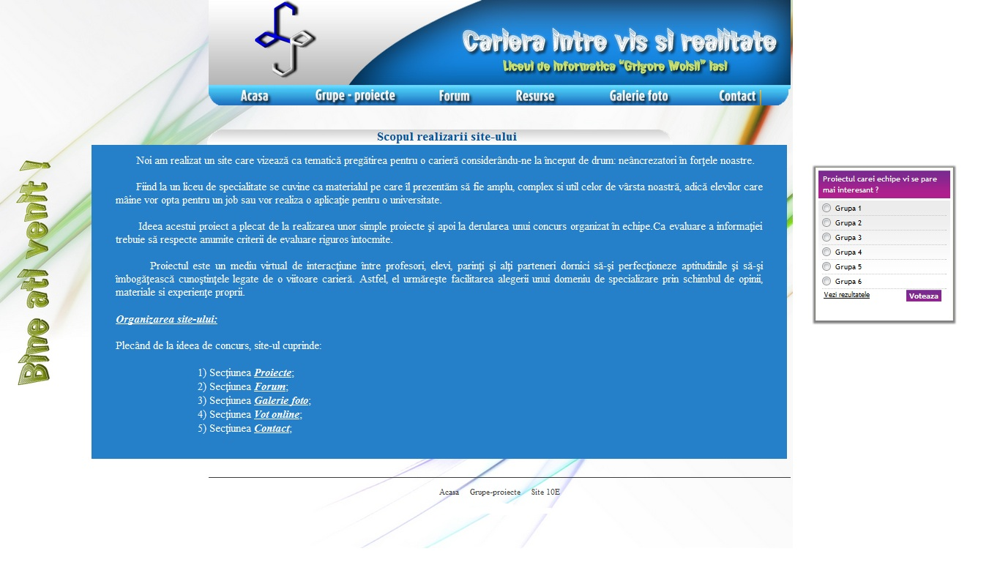 Cariera intre vis si realitate
Liceul de Informatica "Grigore Moisil" Iasi
Acasa Grupe - proiecte Forum Resurse Galerie foto Contact
Bine ati venit !
Scopul realizarii site-ului
Noi am realizat un site care vizează ca tematică pregătirea pentru o carieră considerându-ne la început de drum: neâncrezatori în forţele noastre.
Fiind la un liceu de specialitate se cuvine ca materialul pe care îl prezentăm să fie amplu, complex si util celor de vârsta noastră, adică elevilor care
mâine vor opta pentru un job sau vor realiza o aplicaţie pentru o universitate.
Ideea acestui proiect a plecat de la realizarea unor simple proiecte şi apoi la derularea unui concurs organizat în echipe.Ca evaluare a informaţiei
trebuie să respecte anumite criterii de evaluare riguros întocmite.
Proiectul este un mediu virtual de interacţiune între profesori, elevi, parinţi şi alţi parteneri dornici să-şi perfecţioneze aptitudinile şi să-şi
îmbogăţească cunoştinţele legate de o viitoare carieră. Astfel, el urmăreşte facilitarea alegerii unui domeniu de specializare prin schimbul de opinii,
materiale si experienţe proprii.
Organizarea site-ului:
Plecând de la ideea de concurs, site-ul cuprinde:
1) Secţiunea Proiecte;
2) Secţiunea Forum;
3) Secţiunea Galerie foto;
4) Secţiunea Vot online;
5) Secţiunea Contact;
Proiectul carei echipe vi se pare
mai interesant ?
Grupa 1
Grupa 2
Grupa 3
Grupa 4
Grupa 5
Grupa 6
Vezi rezultatele Voteaza
Acasa Grupe-proiecte Site 10E